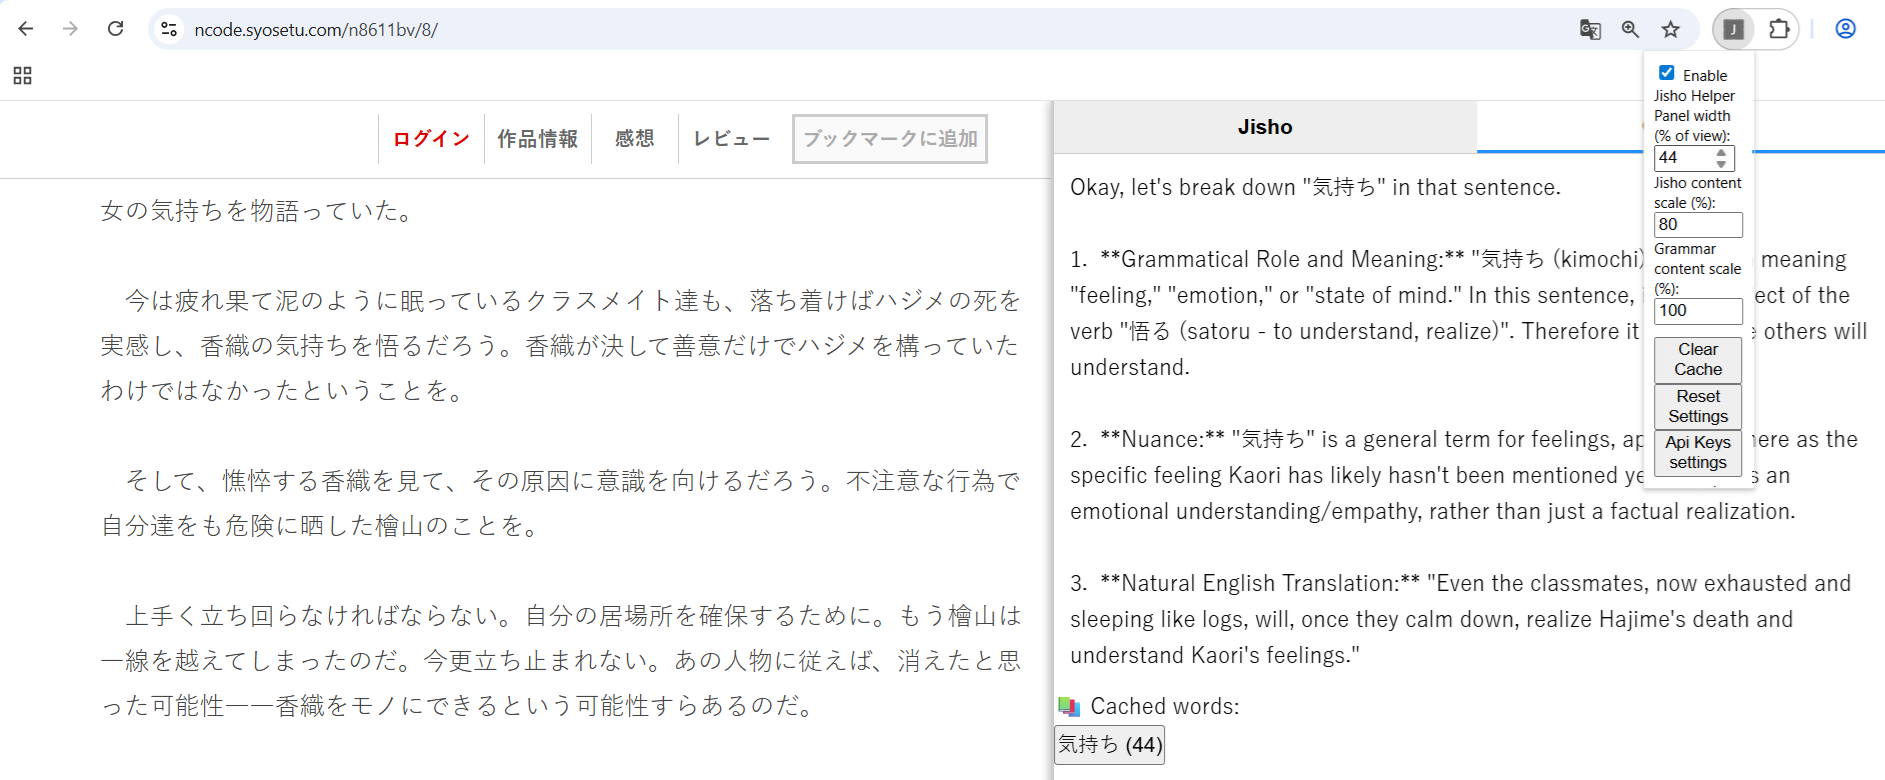 ncode.syosetu.com/n8611bv/8/
ログイン
作品情報
感想
レビュー
ブックマークに追加
女の気持ちを物語っていた。
今は疲れ果て泥のように眠っているクラスメイト達も、落ち着けばハジメの死を
実感し、香織の気持ちを悟るだろう。香織が決して善意だけでハジメを構っていた
わけではなかったということを。
そして、憔悴する香織を見て、その原因に意識を向けるだろう。不注意な行為で
自分達をも危険に晒した檜山のことを。
上手く立ち回らなければならない。自分の居場所を確保するために。もう檜山は
一線を越えてしまったのだ。今更立ち止まれない。あの人物に従えば、消えたと思
った可能性――香織をモノにできるという可能性すらあるのだ。
Jisho
Okay, let's break down "気持ち" in that sentence.
1. **Grammatical Role and Meaning:** "気持ち (kimochi) meaning
"feeling," "emotion," or "state of mind." In this sentence, ect of the
verb "悟る (satoru - to understand, realize)". Therefore it others will
understand.
2. **Nuance:** "気持ち" is a general term for feelings, here as the
specific feeling Kaori has likely hasn't been mentioned an
emotional understanding/empathy, rather than just a factual realization.
3. **Natural English Translation:** "Even the classmates, now exhausted and
sleeping like logs, will, once they calm down, realize Hajime's death and
understand Kaori's feelings."
Cached words:
気持ち (44)
J
Enable
Jisho Helper
Panel width
(% of view):
44
Jisho content
scale (%):
80
Grammar
content scale
(%):
100
Clear
Cache
Reset
Settings
Api Keys
settings